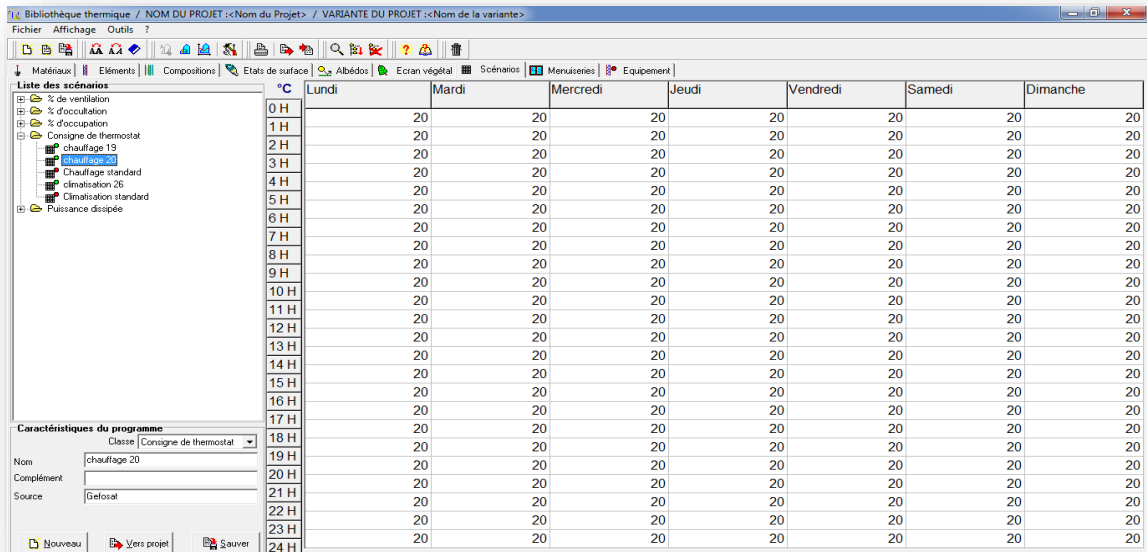 Bibliothèque thermique / NOM DU PROJET :<Nom du Projet> / VARIANTE DU PROJET :<Nom de la variante>
Fichier Affichage Outils ?
Matériaux Eléments Compositions Etats de surface Albédos Ecran végétal Scénarios Menuiseries Equipement
Liste des scénarios
% de ventilation
% d'occultation
% d'occupation
Consigne de thermostat
chauffage 19
chauffage 20
Chauffage standard
climatisation 26
Climatisation standard
Puissance dissipée
Caractéristiques du programme
Classe Consigne de thermostat
Nom chauffage 20
Complément
Source Gefosat
Nouveau Vers projet Sauver
°C Lundi Mardi Mercredi Jeudi Vendredi Samedi Dimanche
0 H
20 20 20 20 20 20 20
1 H
20 20 20 20 20 20 20
2 H
20 20 20 20 20 20 20
3 H
20 20 20 20 20 20 20
4 H
20 20 20 20 20 20 20
5 H
20 20 20 20 20 20 20
6 H
20 20 20 20 20 20 20
7 H
20 20 20 20 20 20 20
8 H
20 20 20 20 20 20 20
9 H
20 20 20 20 20 20 20
10 H
20 20 20 20 20 20 20
11 H
20 20 20 20 20 20 20
12 H
20 20 20 20 20 20 20
13 H
20 20 20 20 20 20 20
14 H
20 20 20 20 20 20 20
15 H
20 20 20 20 20 20 20
16 H
20 20 20 20 20 20 20
17 H
20 20 20 20 20 20 20
18 H
20 20 20 20 20 20 20
19 H
20 20 20 20 20 20 20
20 H
20 20 20 20 20 20 20
21 H
20 20 20 20 20 20 20
22 H
20 20 20 20 20 20 20
23 H
20 20 20 20 20 20 20
24 H